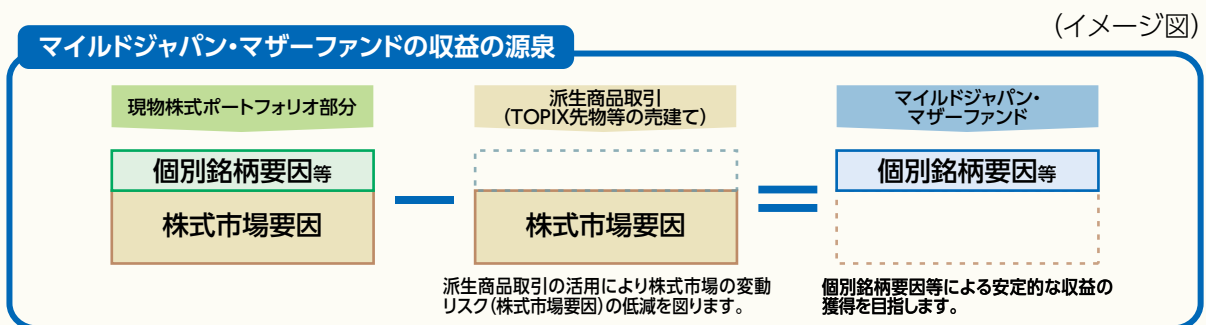 (イメージ図)
マイルドジャパン・マザーファンドの収益の源泉
現物株式ポートフォリオ部分
派生商品取引
(TOPIX先物等の売建て)
マイルドジャパン・
マザーファンド
個別銘柄要因等
株式市場要因
株式市場要因
個別銘柄要因等
派生商品取引の活用により株式市場の変動
リスク(株式市場要因)の低減を図ります。
個別銘柄要因等による安定的な収益の
獲得を目指します。